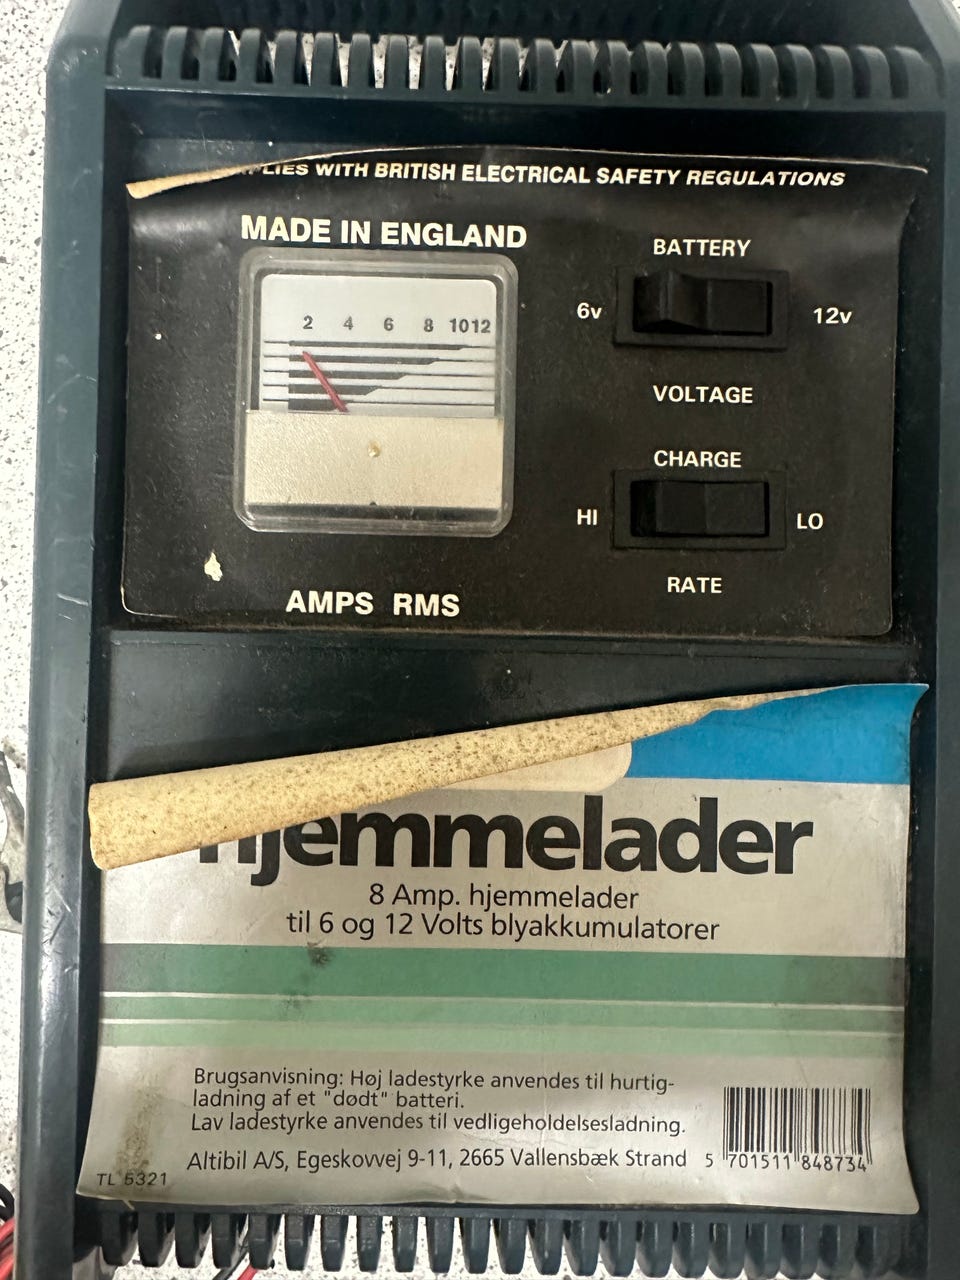 WITH BRITISH ELECTRICAL SAFETY REGULATIONS
MADE IN ENGLAND
2 4 6 8 10 12
AMPS RMS
BATTERY
6v 12v
VOLTAGE
CHARGE
HI LO
RATE
hjemmelader
8 Amp. hjemmelader
til 6 og 12 Volts blyakkumulatorer
Brugsanvisning: Høj ladestyrke anvendes til hurtig-
ladning af et "dødt" batteri.
Lav ladestyrke anvendes til vedligeholdelsesladning.
Altibil A/S, Egeskovvej 9-11, 2665 Vallensbæk Strand
5 701511 848734
TL 5321